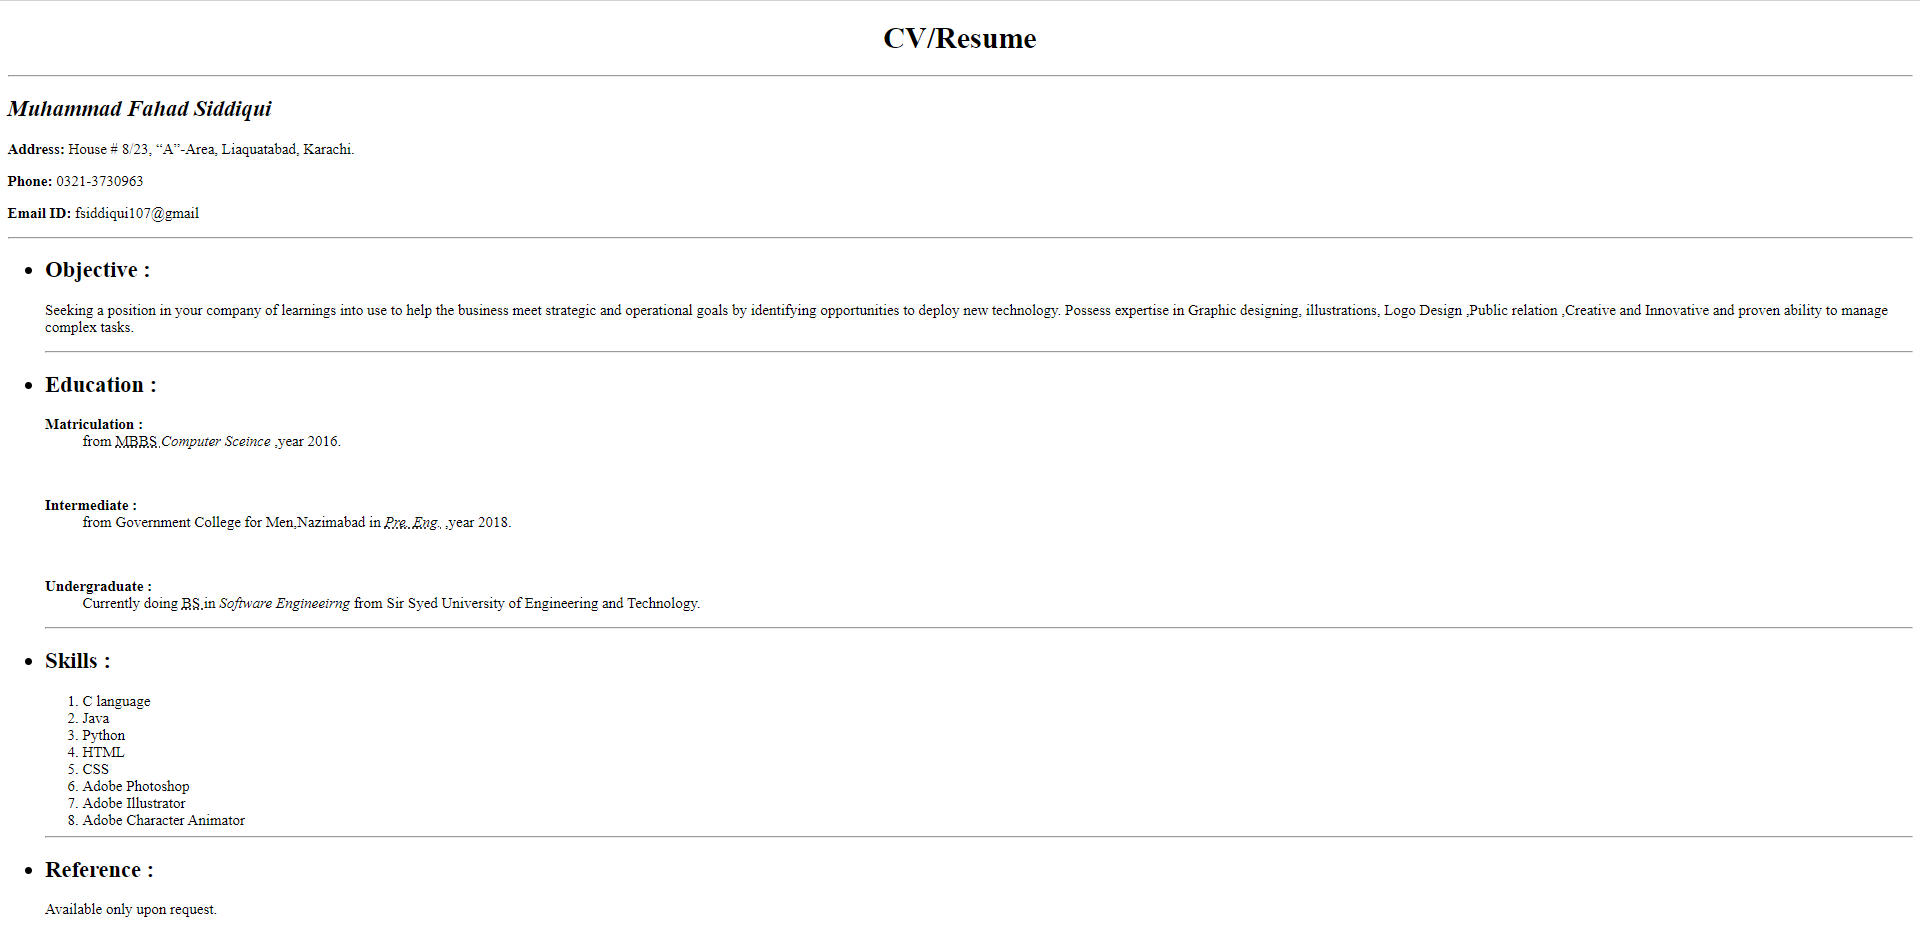 CV/Resume
Muhammad Fahad Siddiqui
Address: House # 8/23, “A”-Area, Liaquatabad, Karachi.
Phone: 0321-3730963
Email ID: fsiddiqui107@gmail
• Objective :
Seeking a position in your company of learnings into use to help the business meet strategic and operational goals by identifying opportunities to deploy new technology. Possess expertise in Graphic designing, illustrations, Logo Design ,Public relation ,Creative and Innovative and proven ability to manage
complex tasks.
• Education :
Matriculation :
from MBBS Computer Sceince ,year 2016.
Intermediate :
from Government College for Men,Nazimabad in Pre. Eng. ,year 2018.
Undergraduate :
Currently doing BS in Software Engineeirng from Sir Syed University of Engineering and Technology.
• Skills :
1. C language
2. Java
3. Python
4. HTML
5. CSS
6. Adobe Photoshop
7. Adobe Illustrator
8. Adobe Character Animator
• Reference :
Available only upon request.